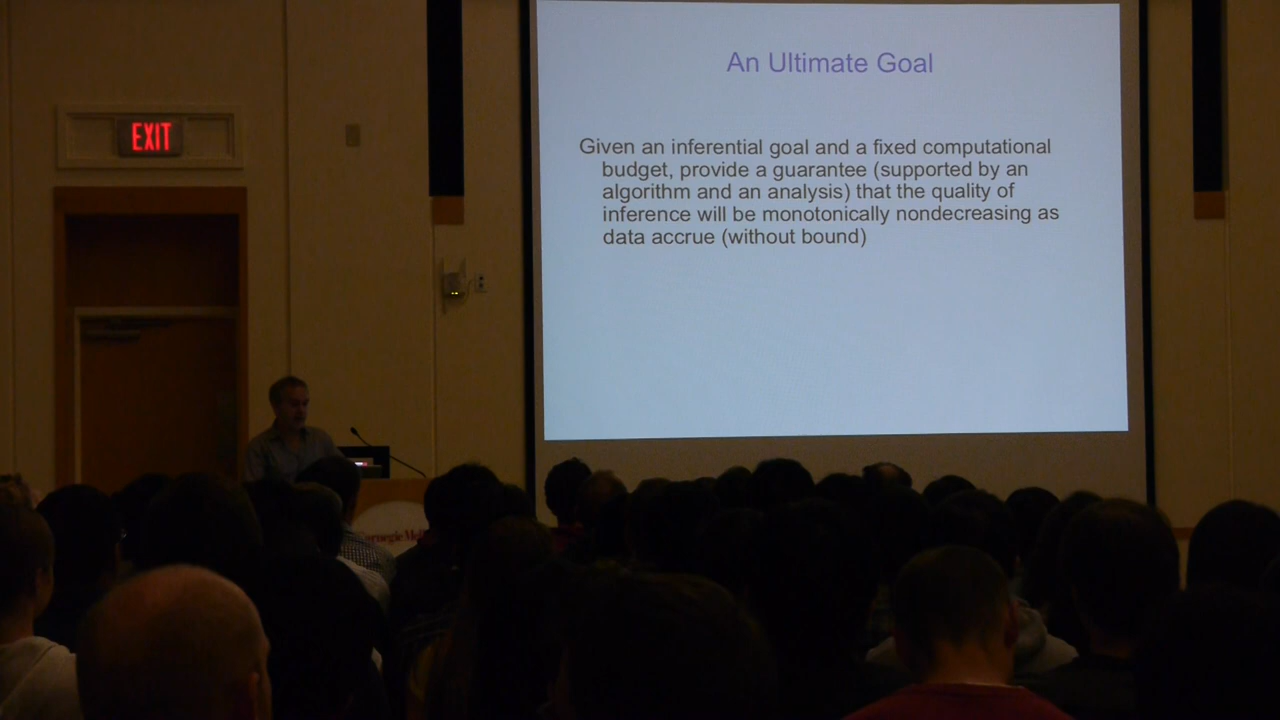 An Ultimate Goal
EXIT
Given an inferential goal and a fixed computational
budget, provide a guarantee (supported by an
algorithm and an analysis) that the quality of
inference will be monotonically nondecreasing as
data accrue (without bound)